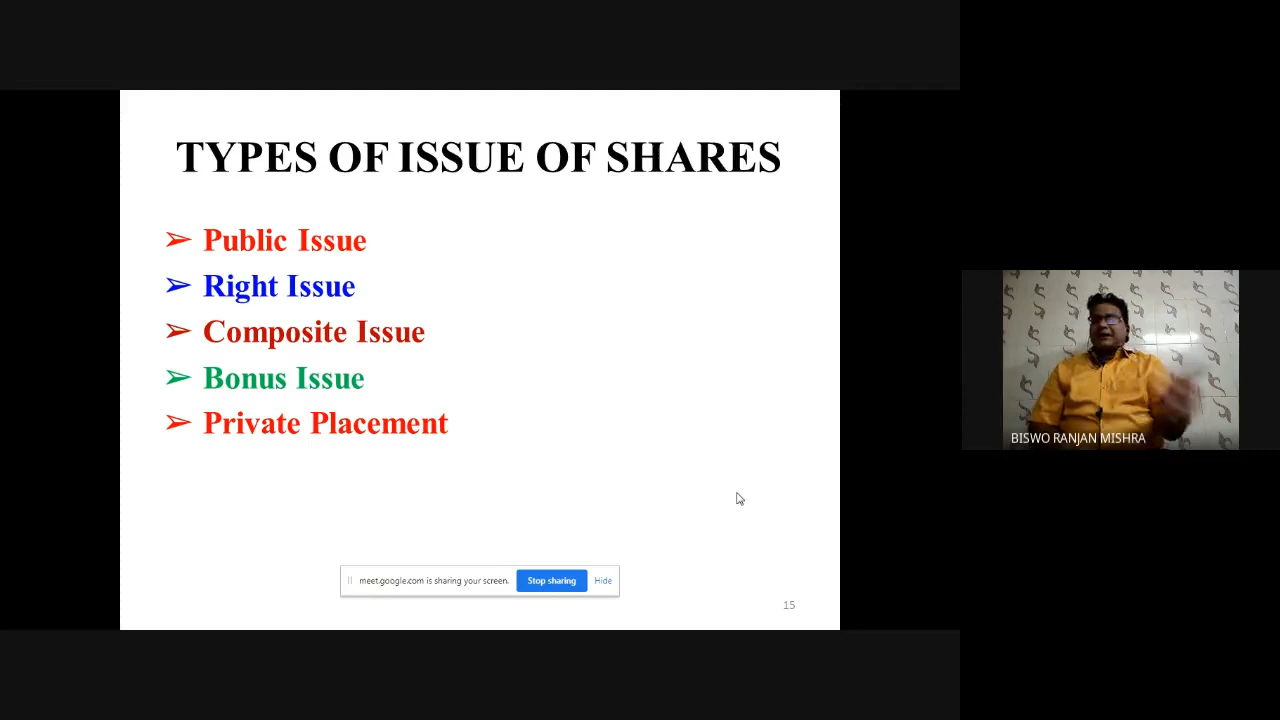 TYPES OF ISSUE OF SHARES
➢ Public Issue
➢ Right Issue
➢ Composite Issue
➢ Bonus Issue
➢ Private Placement
meet.google.com is sharing your screen. Stop sharing Hide
15
BISWO RANJAN MISHRA